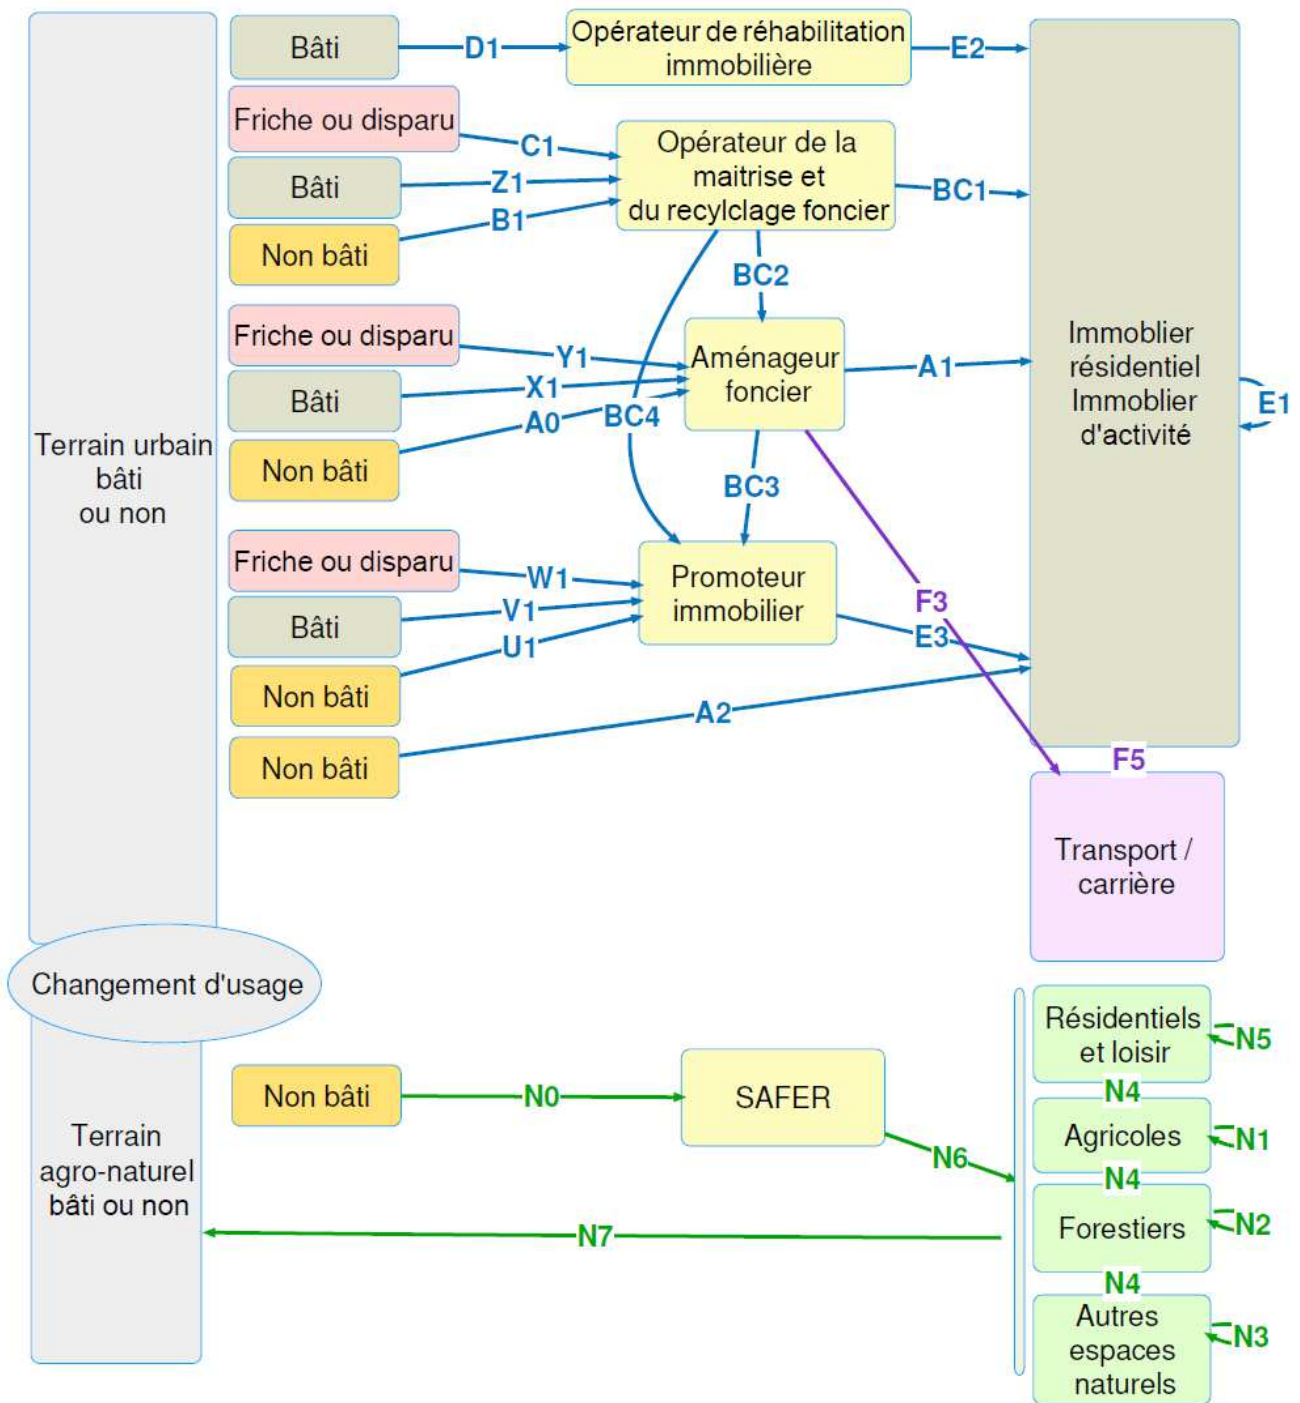 Bâti
D1
Opérateur de réhabilitation
immobilière
E2
Friche ou disparu
C1
Bâti
Z1
Non bâti
B1
Opérateur de la
maitrise et
du recylclage foncier
BC1
BC2
Friche ou disparu
Y1
Bâti
X1
Non bâti
A0
BC4
Aménageur
foncier
A1
BC3
Immoblier
résidentiel
Immoblier
d'activité
E1
Terrain urbain
bâti
ou non
Friche ou disparu
W1
Bâti
V1
Non bâti
U1
Promoteur
immobilier
F3
E3
Non bâti
A2
F5
Transport /
carrière
Changement d'usage
Terrain
agro-naturel
bâti ou non
Non bâti
N0
SAFER
N6
N7
Résidentiels
et loisir
N5
N4
Agricoles
N1
N4
Forestiers
N2
N4
Autres
espaces
naturels
N3